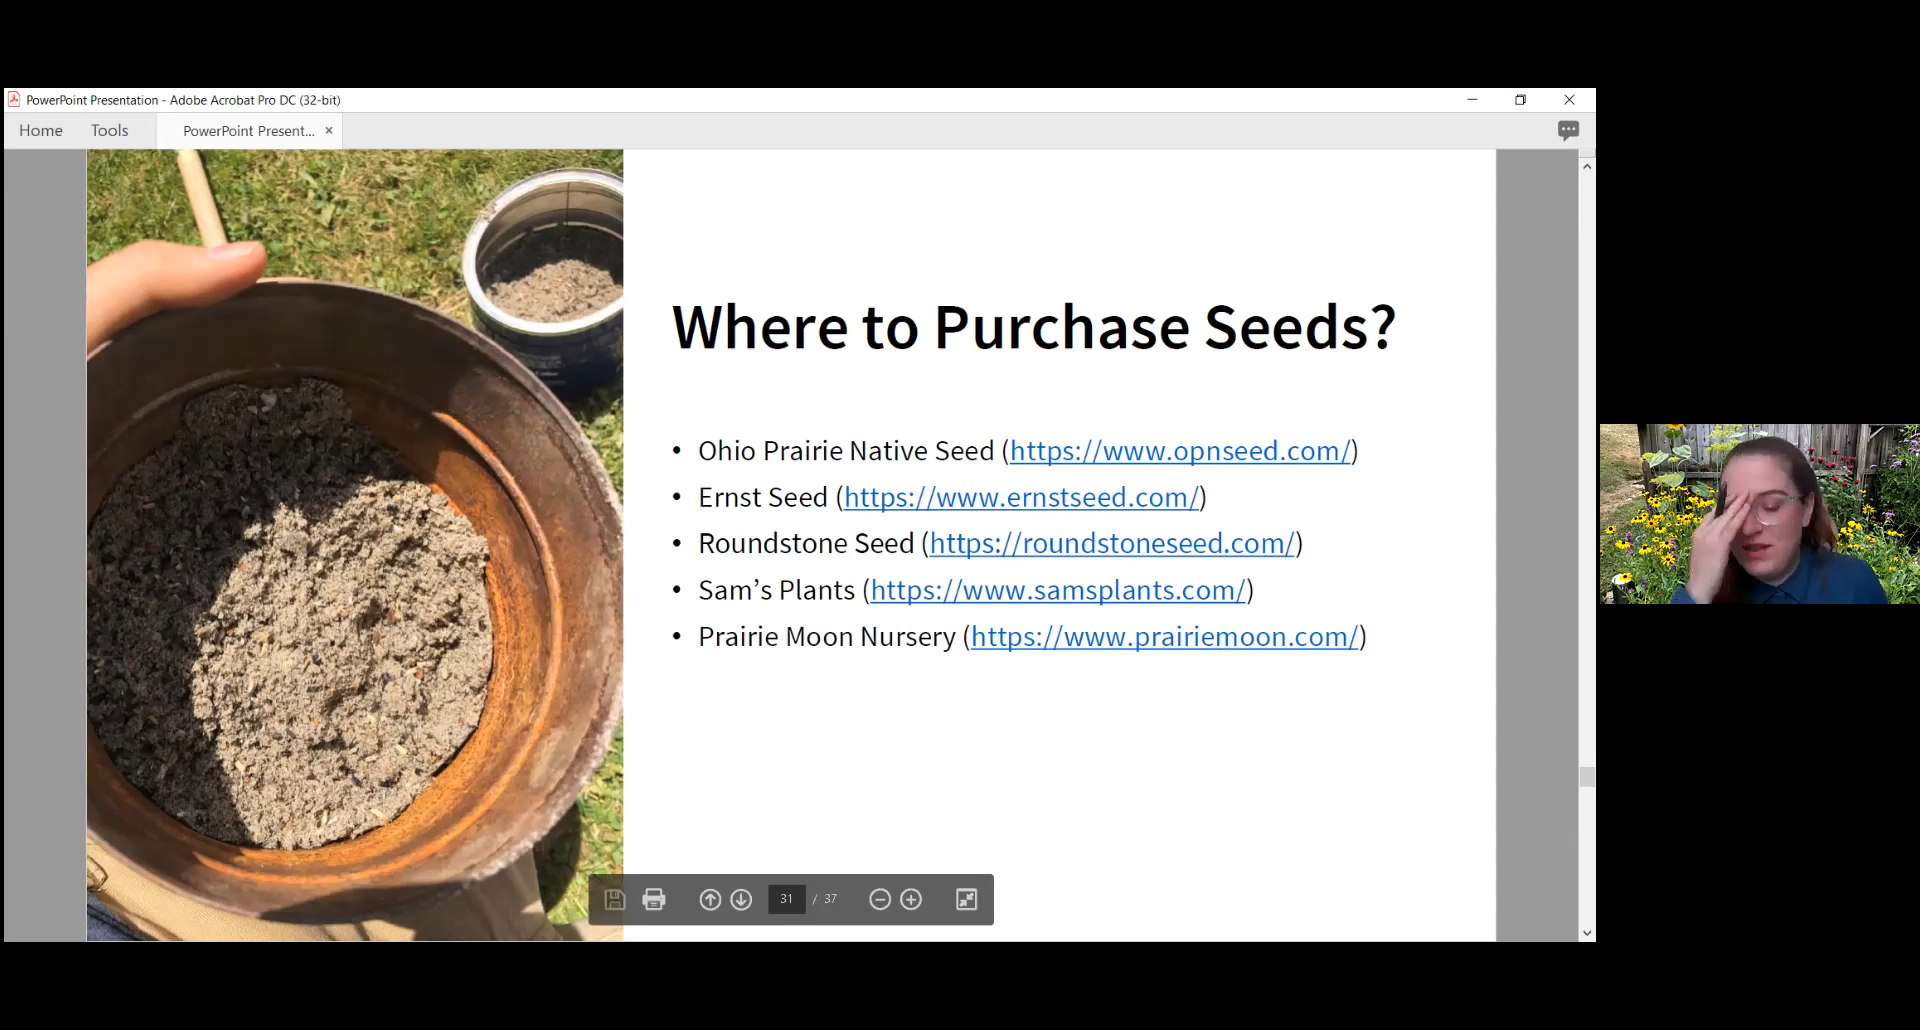 PowerPoint Presentation - Adobe Acrobat Pro DC (32-bit)
Home Tools PowerPoint Present... ×
Where to Purchase Seeds?
• Ohio Prairie Native Seed (https://www.opnseed.com/)
• Ernst Seed (https://www.ernstseed.com/)
• Roundstone Seed (https://roundstoneseed.com/)
• Sam’s Plants (https://www.samsplants.com/)
• Prairie Moon Nursery (https://www.prairiemoon.com/)
31 / 37